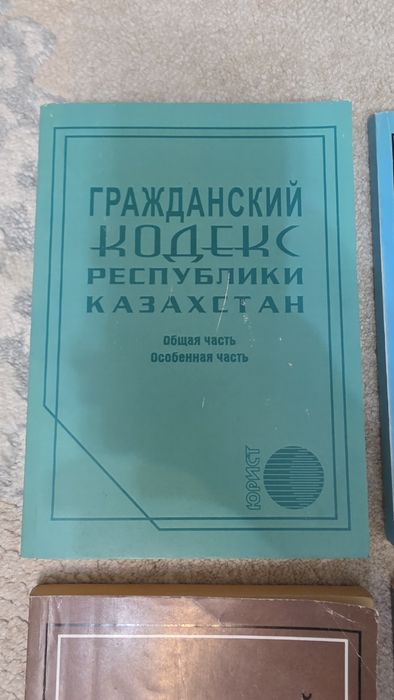 ГРАЖДАНСКИЙ
КОДЕКС
РЕСПУБЛИКИ
КАЗАХСТАН
Общая часть
Особенная часть
ЮРИСТ